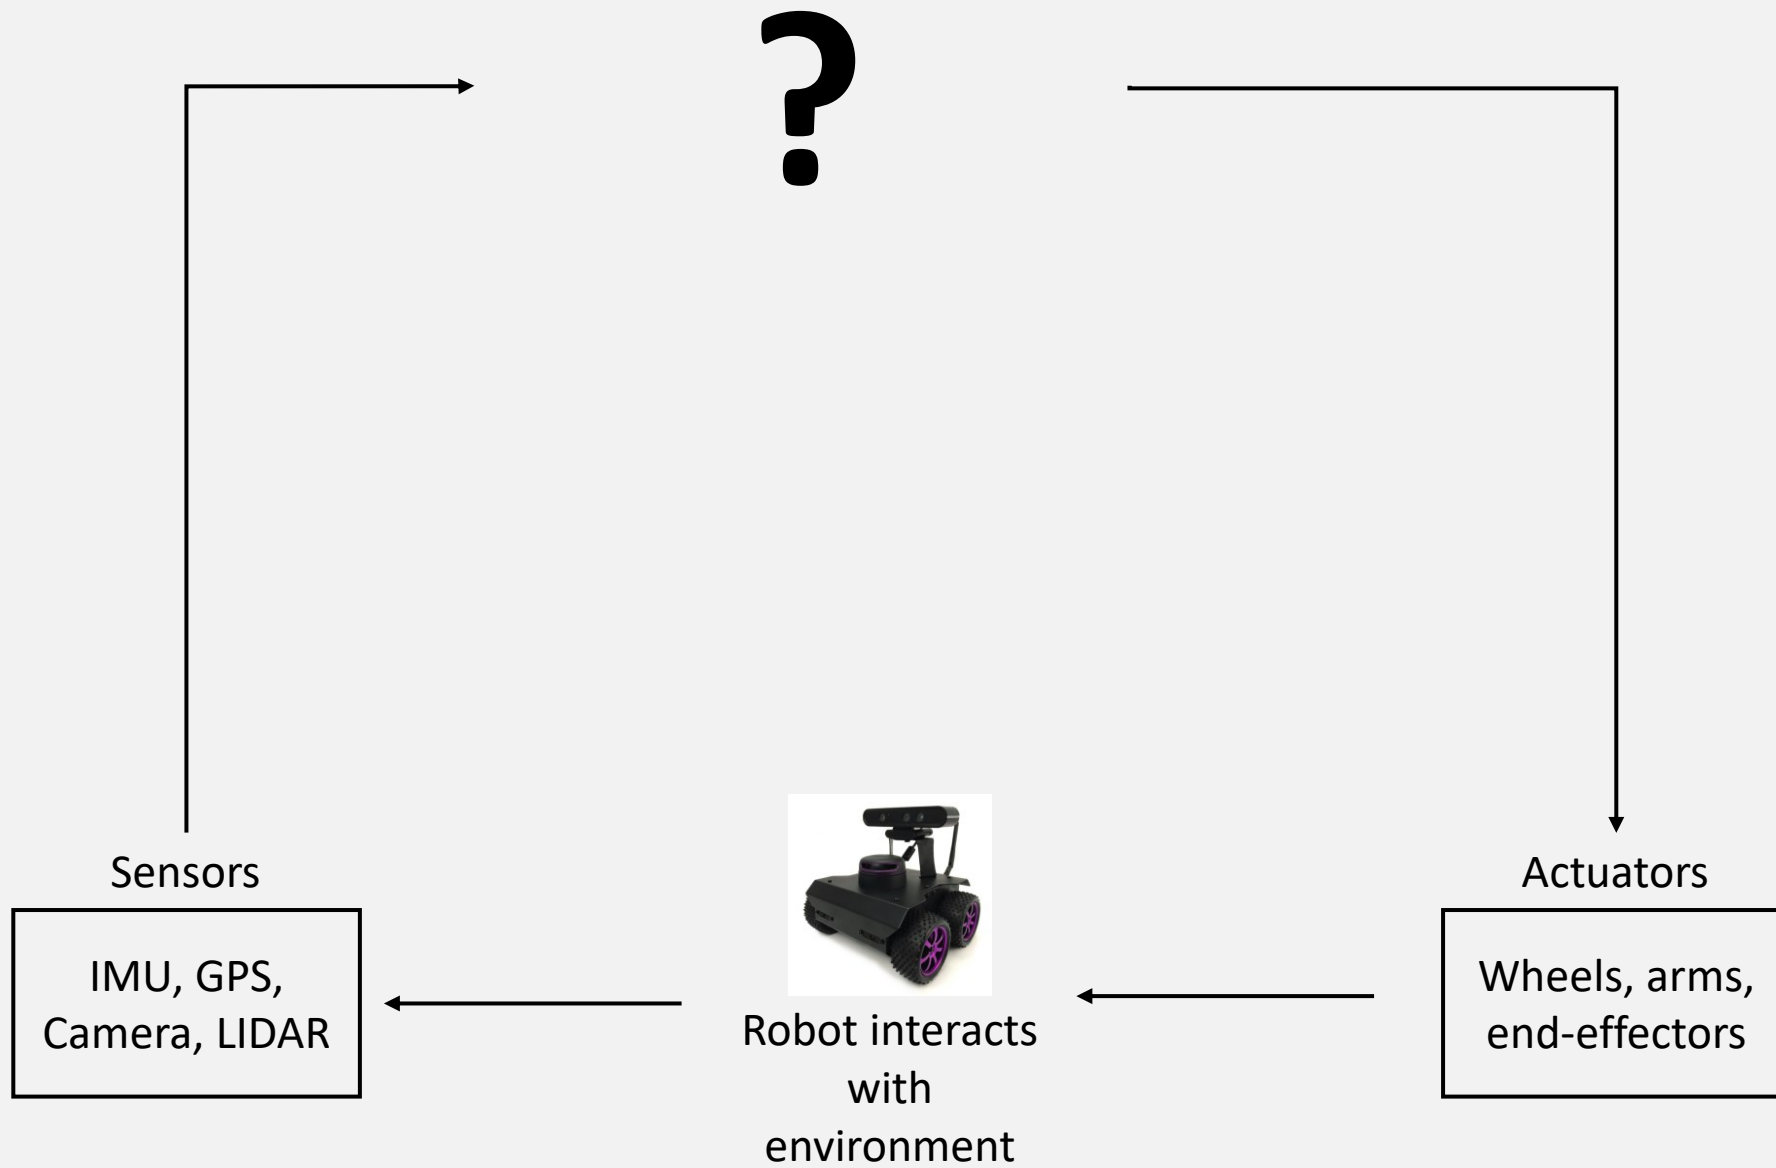 ?
Sensors
IMU, GPS,
Camera, LIDAR
Robot interacts
with
environment
Actuators
Wheels, arms,
end-effectors